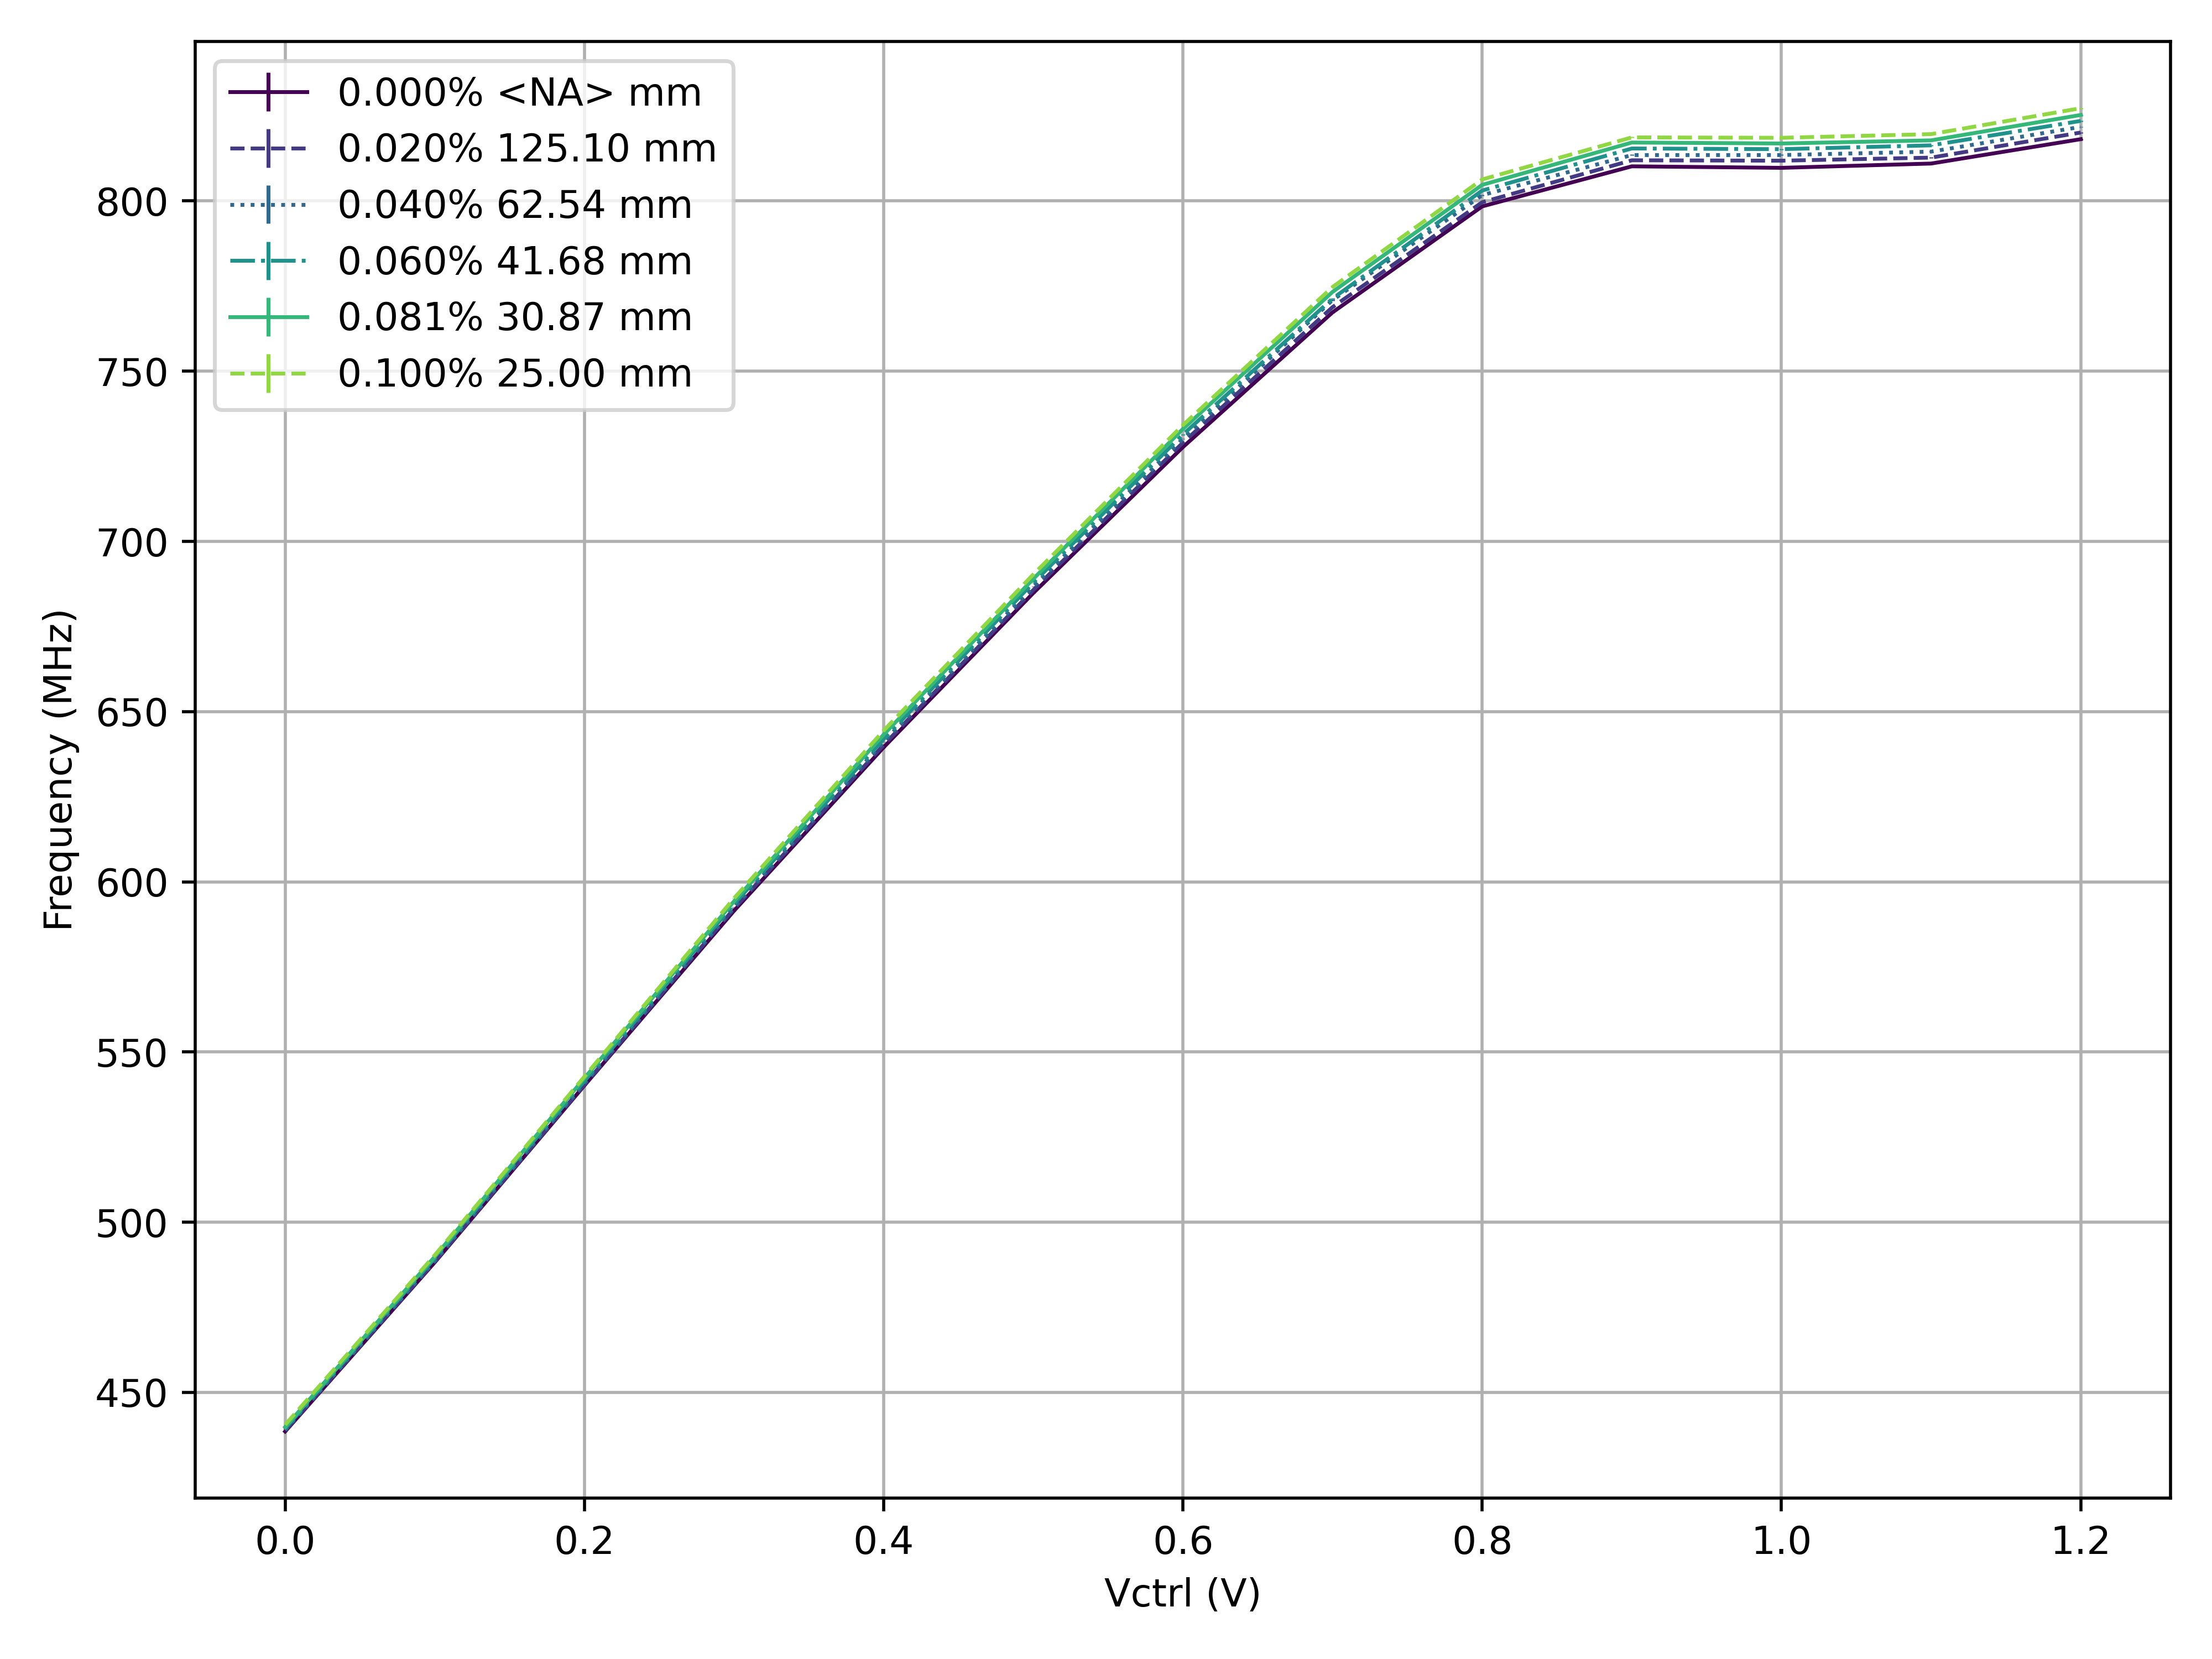 0.000% <NA> mm
0.020% 125.10 mm
0.040% 62.54 mm
0.060% 41.68 mm
0.081% 30.87 mm
0.100% 25.00 mm
800
750
700
650
600
550
500
450
Frequency (MHz)
0.0 0.2 0.4 0.6 0.8 1.0 1.2
Vctrl (V)